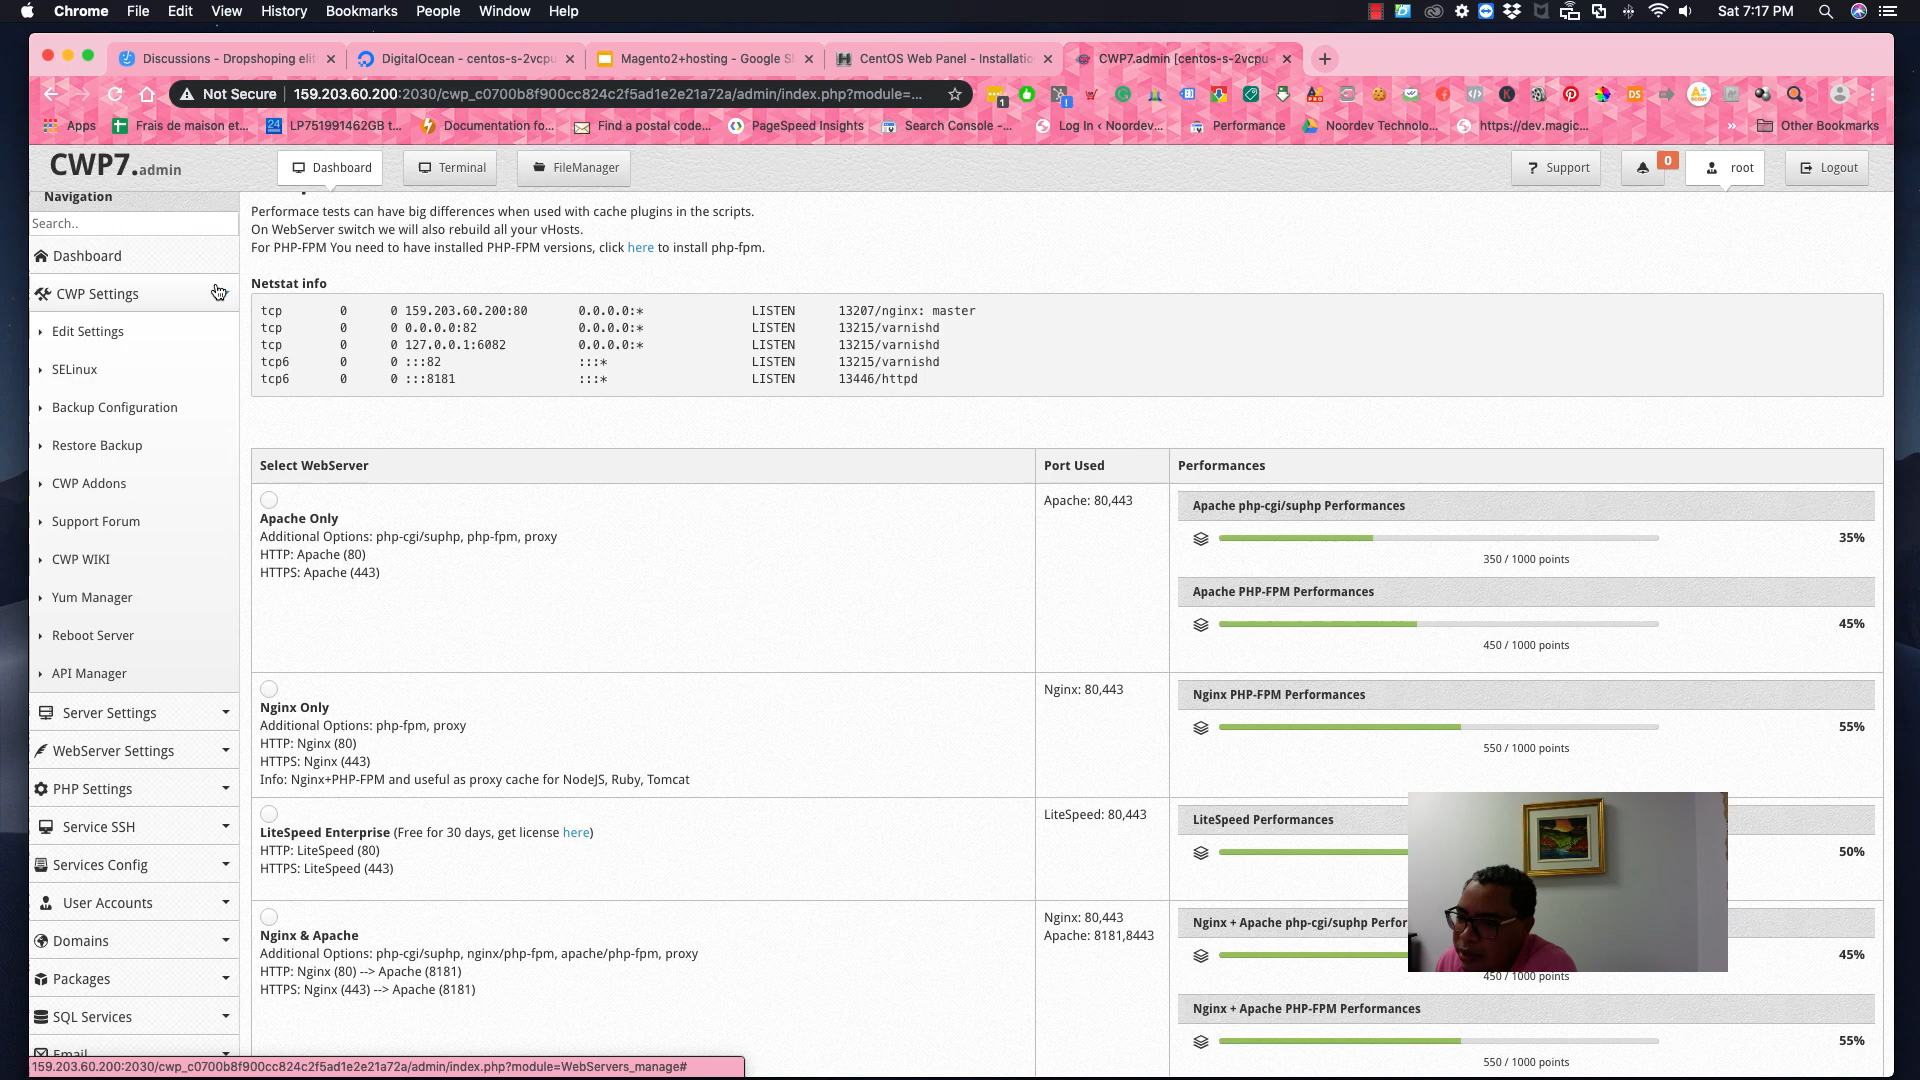 Chrome File Edit View History Bookmarks People Window Help Sat 7:17 PM
Discussions - Dropshoping elit
DigitalOcean - centos-s-2vcpu
Magento2+hosting - Google S
CentOS Web Panel - Installatio
CWP7.admin [centos-s-2vcpu-
Not Secure 159.203.60.200:2030/cwp_c0700b8f900cc824c2f5ad1e2e21a72a/admin/index.php?module=...
Apps Frais de maison et... LP751991462GB t... Documentation fo... Find a postal code... PageSpeed Insights Search Console -... Log In ‹ Noordev... Performance Noordev Technolo... https://dev.magic... » Other Bookmarks
CWP7.admin
Dashboard Terminal FileManager
Support 0 root Logout
Navigation
Search..
Dashboard
CWP Settings
Edit Settings
SELinux
Backup Configuration
Restore Backup
CWP Addons
Support Forum
CWP WIKI
Yum Manager
Reboot Server
API Manager
Server Settings
WebServer Settings
PHP Settings
Service SSH
Services Config
User Accounts
Domains
Packages
SQL Services
Email
Performace tests can have big differences when used with cache plugins in the scripts.
On WebServer switch we will also rebuild all your vHosts.
For PHP-FPM You need to have installed PHP-FPM versions, click here to install php-fpm.
Netstat info
tcp 0 0 159.203.60.200:80 0.0.0.0:* LISTEN 13207/nginx: master
tcp 0 0 0.0.0.0:82 0.0.0.0:* LISTEN 13215/varnishd
tcp 0 0 127.0.0.1:6082 0.0.0.0:* LISTEN 13215/varnishd
tcp6 0 0 :::82 :::* LISTEN 13215/varnishd
tcp6 0 0 :::8181 :::* LISTEN 13446/httpd
Select WebServer Port Used Performances
Apache Only
Additional Options: php-cgi/suphp, php-fpm, proxy
HTTP: Apache (80)
HTTPS: Apache (443)
Apache: 80,443
Apache php-cgi/suphp Performances
35%
350 / 1000 points
Apache PHP-FPM Performances
45%
450 / 1000 points
Nginx Only
Additional Options: php-fpm, proxy
HTTP: Nginx (80)
HTTPS: Nginx (443)
Info: Nginx+PHP-FPM and useful as proxy cache for NodeJS, Ruby, Tomcat
Nginx: 80,443
Nginx PHP-FPM Performances
55%
550 / 1000 points
LiteSpeed Enterprise (Free for 30 days, get license here)
HTTP: LiteSpeed (80)
HTTPS: LiteSpeed (443)
LiteSpeed: 80,443
LiteSpeed Performances
50%
Nginx & Apache
Additional Options: php-cgi/suphp, nginx/php-fpm, apache/php-fpm, proxy
HTTP: Nginx (80) --> Apache (8181)
HTTPS: Nginx (443) --> Apache (8181)
Nginx: 80,443
Apache: 8181,8443
Nginx + Apache php-cgi/suphp Perfor
45%
450 / 1000 points
Nginx + Apache PHP-FPM Performances
55%
550 / 1000 points
159.203.60.200:2030/cwp_c0700b8f900cc824c2f5ad1e2e21a72a/admin/index.php?module=WebServers_manage#